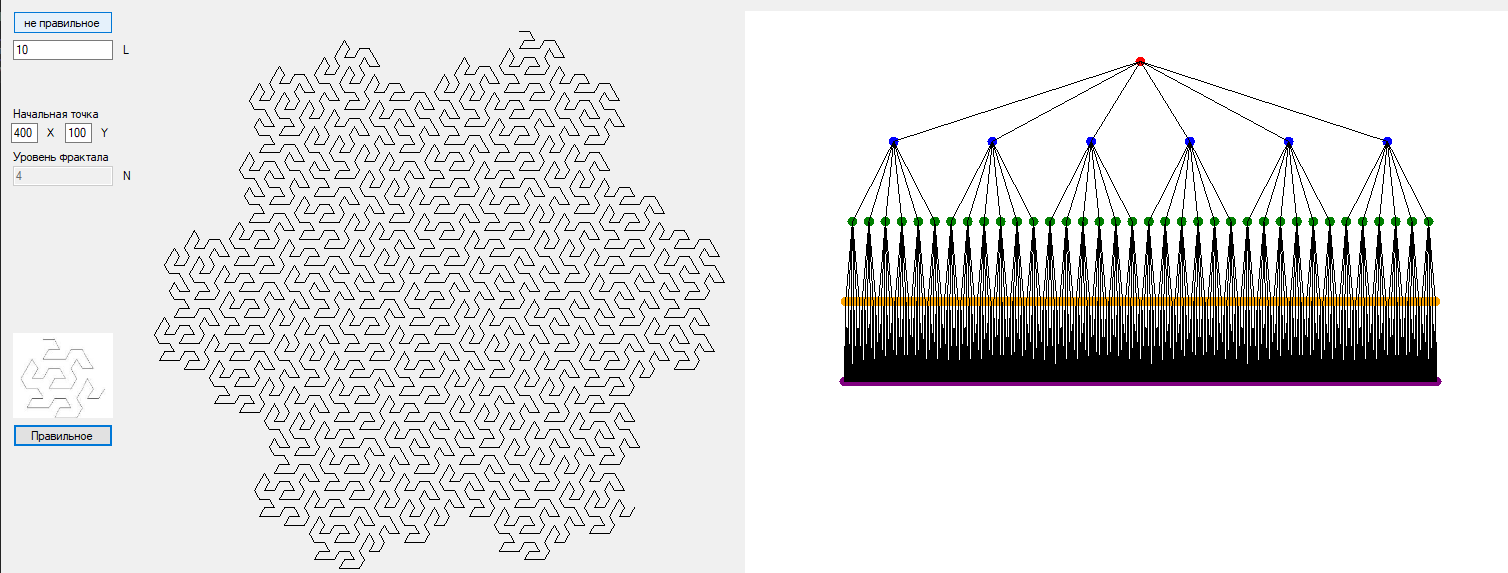 не правильное
10 L
Начальная точка
400 X 100 Y
Уровень фрактала
4 N
Правильное